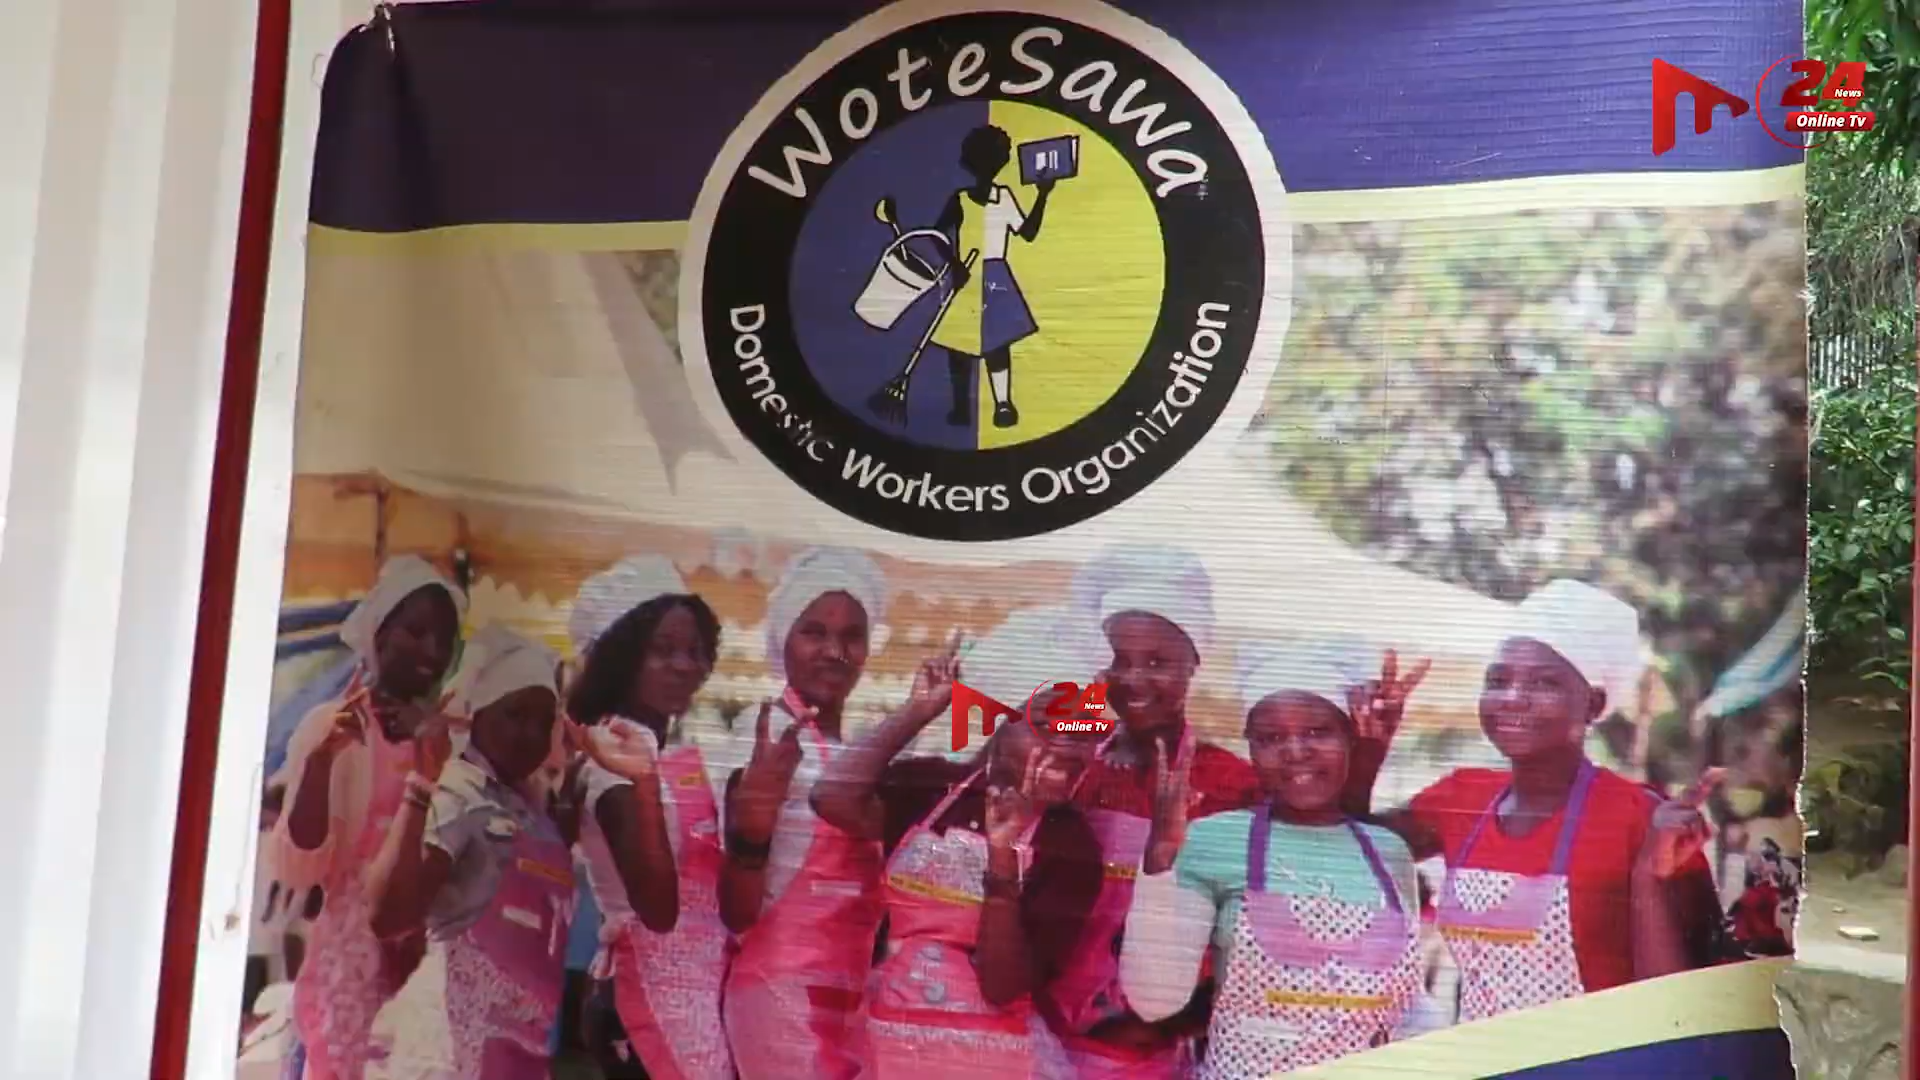 WoteSawa
Domestic Workers Organization
24
News
Online Tv
24
News
Online Tv